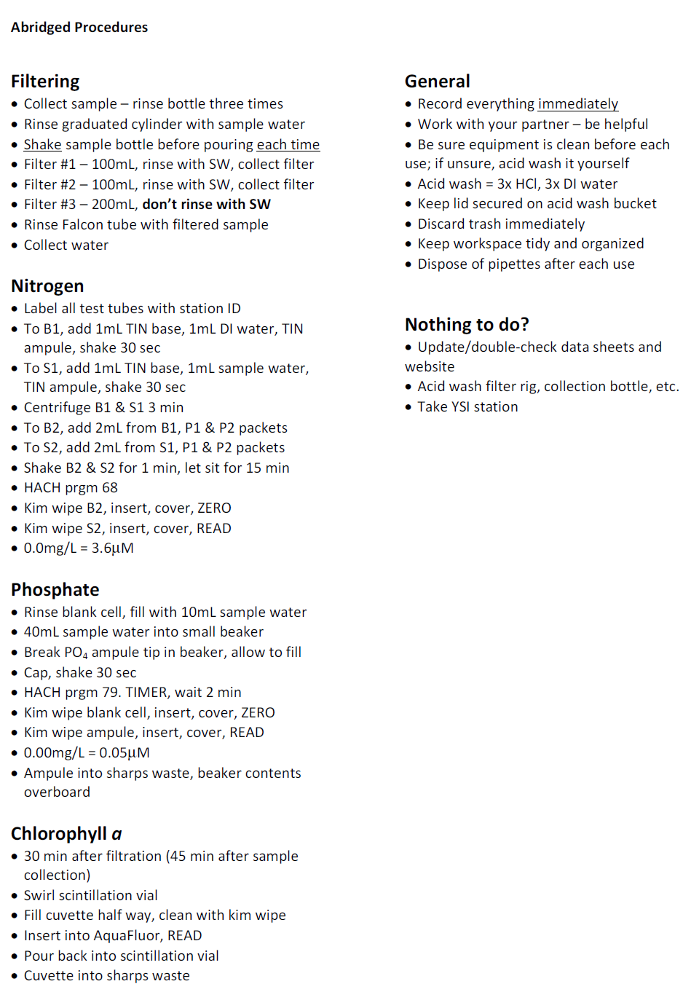 Abridged Procedures
Filtering
• Collect sample – rinse bottle three times
• Rinse graduated cylinder with sample water
• Shake sample bottle before pouring each time
• Filter #1 – 100mL, rinse with SW, collect filter
• Filter #2 – 100mL, rinse with SW, collect filter
• Filter #3 – 200mL, don’t rinse with SW
• Rinse Falcon tube with filtered sample
• Collect water
Nitrogen
• Label all test tubes with station ID
• To B1, add 1mL TIN base, 1mL DI water, TIN
ampule, shake 30 sec
• To S1, add 1mL TIN base, 1mL sample water,
TIN ampule, shake 30 sec
• Centrifuge B1 & S1 3 min
• To B2, add 2mL from B1, P1 & P2 packets
• To S2, add 2mL from S1, P1 & P2 packets
• Shake B2 & S2 for 1 min, let sit for 15 min
• HACH prgm 68
• Kim wipe B2, insert, cover, ZERO
• Kim wipe S2, insert, cover, READ
• 0.0mg/L = 3.6µM
Phosphate
• Rinse blank cell, fill with 10mL sample water
• 40mL sample water into small beaker
• Break PO₄ ampule tip in beaker, allow to fill
• Cap, shake 30 sec
• HACH prgm 79. TIMER, wait 2 min
• Kim wipe blank cell, insert, cover, ZERO
• Kim wipe ampule, insert, cover, READ
• 0.00mg/L = 0.05µM
• Ampule into sharps waste, beaker contents
overboard
Chlorophyll a
• 30 min after filtration (45 min after sample
collection)
• Swirl scintillation vial
• Fill cuvette half way, clean with kim wipe
• Insert into AquaFluor, READ
• Pour back into scintillation vial
• Cuvette into sharps waste
General
• Record everything immediately
• Work with your partner – be helpful
• Be sure equipment is clean before each
use; if unsure, acid wash it yourself
• Acid wash = 3x HCl, 3x DI water
• Keep lid secured on acid wash bucket
• Discard trash immediately
• Keep workspace tidy and organized
• Dispose of pipettes after each use
Nothing to do?
• Update/double-check data sheets and
website
• Acid wash filter rig, collection bottle, etc.
• Take YSI station